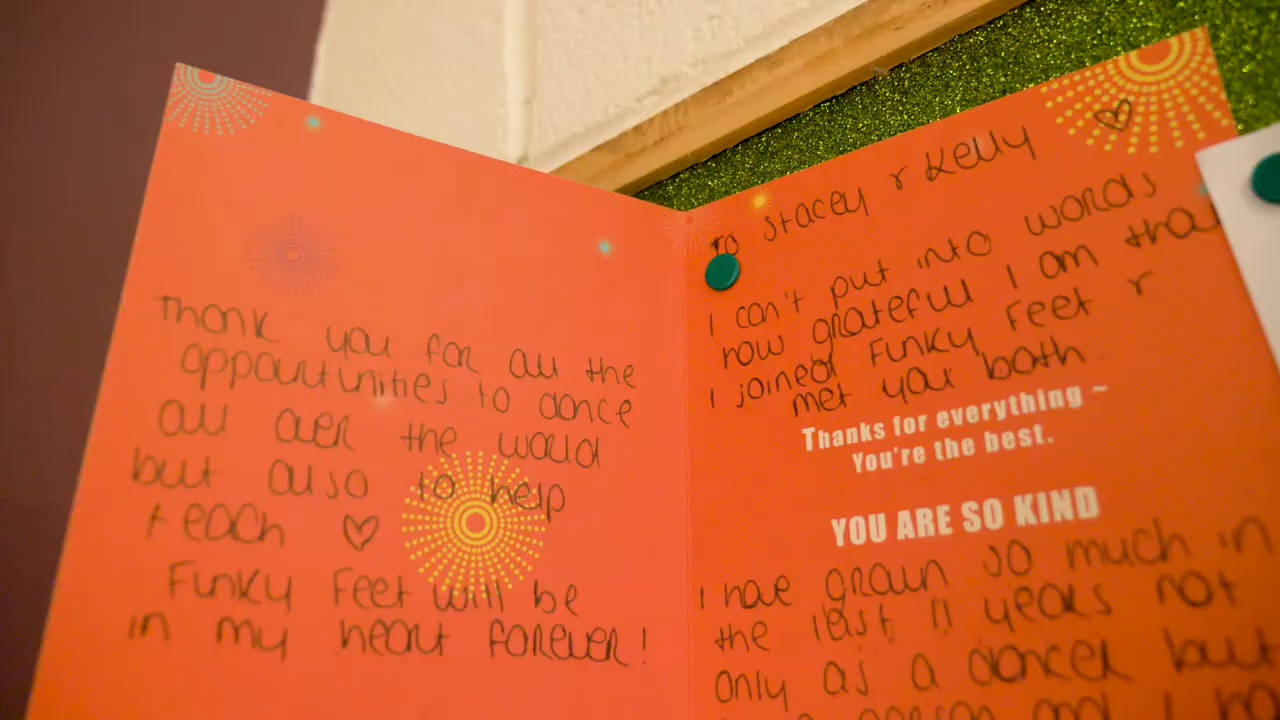 Thank you for all the
opportunities to dance
all over the world
but also to help
teach
Funky Feet will be
in my heart forever!
To Stacey & Kelly
I can't put into words
how grateful I am that
I joined Funky Feet &
met you both.
Thanks for everything ~
You're the best.
YOU ARE SO KIND
I have grown so much in
the last 11 years not
only as a dancer but
a person and I